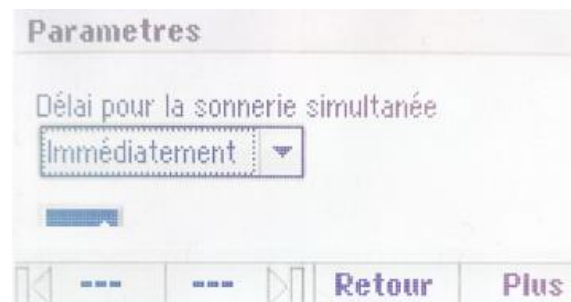 Parametres
Délai pour la sonnerie simultanée
Immédiatement
--- --- Retour Plus